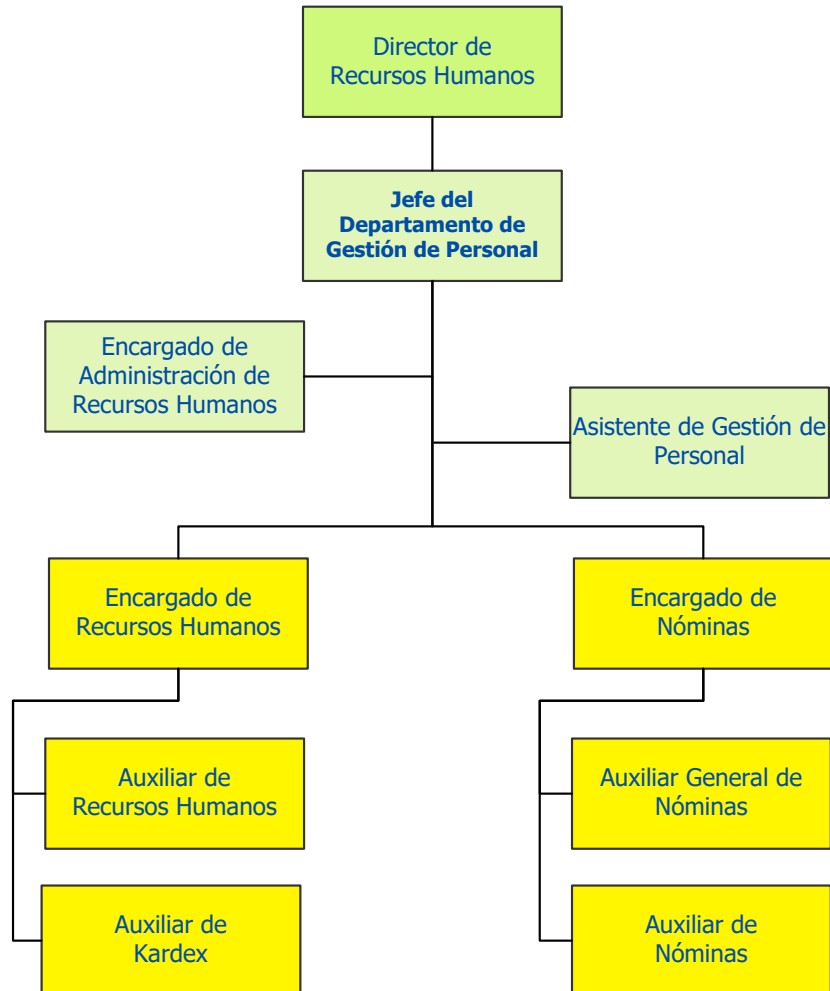 Director de
Recursos Humanos
Jefe del
Departamento de
Gestión de Personal
Encargado de
Administración de
Recursos Humanos
Asistente de Gestión de
Personal
Encargado de
Recursos Humanos
Encargado de
Nóminas
Auxiliar de
Recursos Humanos
Auxiliar General de
Nóminas
Auxiliar de
Kardex
Auxiliar de
Nóminas